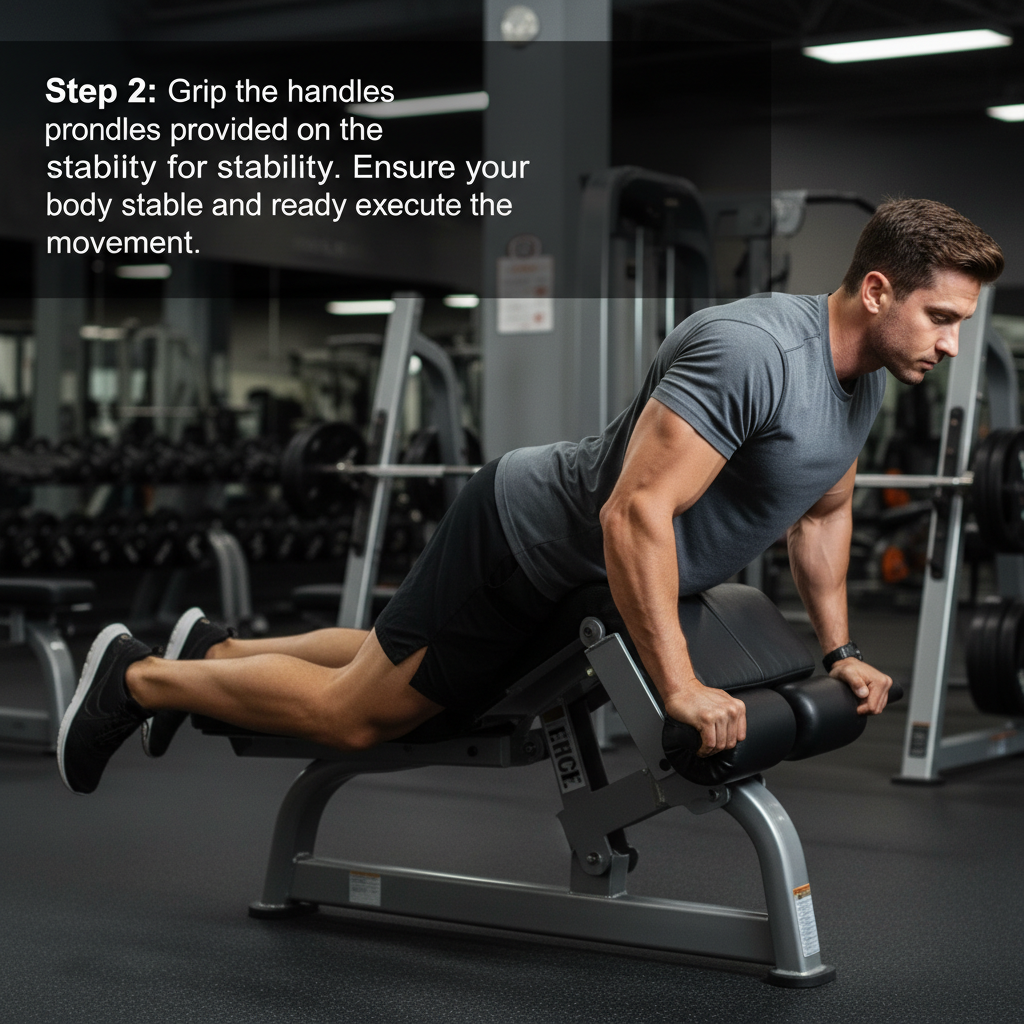 Step 2: Grip the handles
prondles provided on the
stabiity for stability. Ensure your
body stable and ready execute the
movement.
ERCE